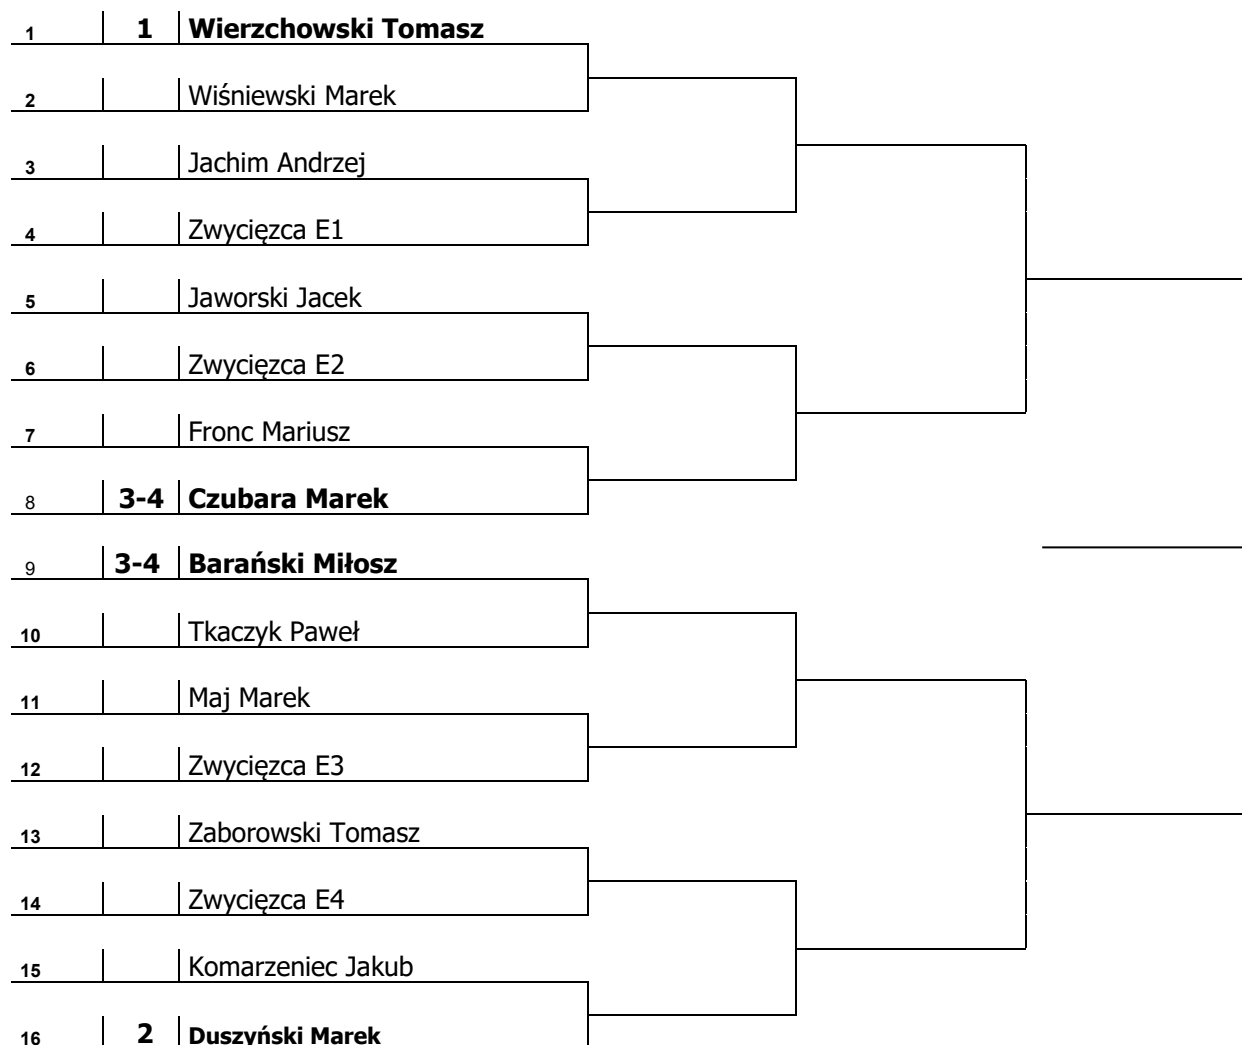 1 1 Wierzchowski Tomasz
2 Wiśniewski Marek
3 Jachim Andrzej
4 Zwycięzca E1
5 Jaworski Jacek
6 Zwycięzca E2
7 Fronc Mariusz
8 3-4 Czubara Marek
9 3-4 Barański Miłosz
10 Tkaczyk Paweł
11 Maj Marek
12 Zwycięzca E3
13 Zaborowski Tomasz
14 Zwycięzca E4
15 Komarzeniec Jakub
16 2 Duszyński Marek